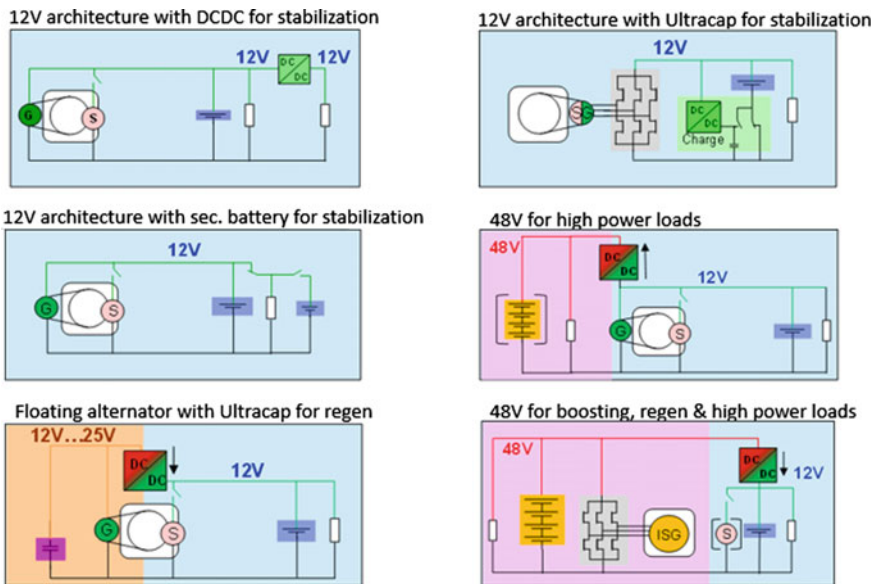 12V architecture with DCDC for stabilization
12V
DC
DC
12V
G
S
12V architecture with Ultracap for stabilization
12V
S
G
DC
DC
Charge
12V architecture with sec. battery for stabilization
12V
G
S
48V for high power loads
48V
DC
DC
12V
G
S
Floating alternator with Ultracap for regen
12V...25V
DC
DC
12V
G
S
48V for boosting, regen & high power loads
48V
DC
DC
12V
ISG
S